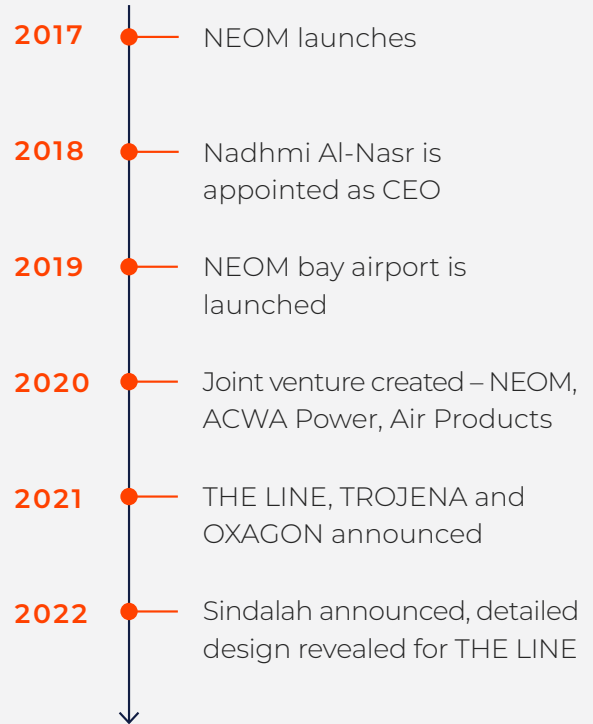 2017 NEOM launches
2018 Nadhmi Al-Nasr is
appointed as CEO
2019 NEOM bay airport is
launched
2020 Joint venture created – NEOM,
ACWA Power, Air Products
2021 THE LINE, TROJENA and
OXAGON announced
2022 Sindalah announced, detailed
design revealed for THE LINE